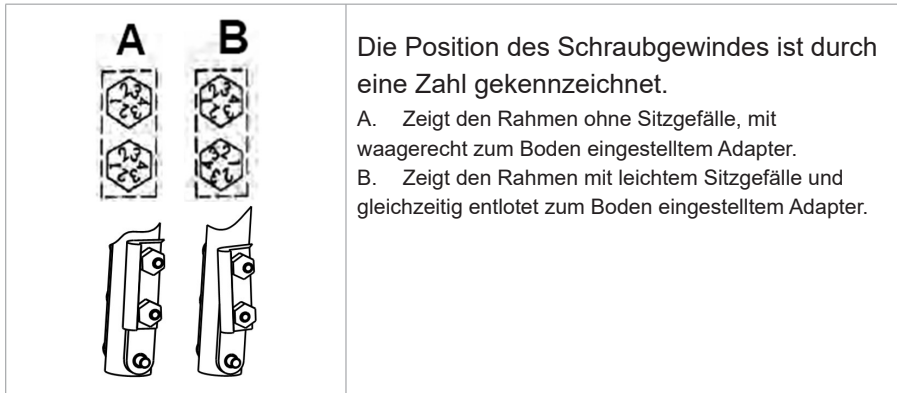 A B
Die Position des Schraubgewindes ist durch
eine Zahl gekennzeichnet.
A. Zeigt den Rahmen ohne Sitzgefälle, mit
waagerecht zum Boden eingestelltem Adapter.
B. Zeigt den Rahmen mit leichtem Sitzgefälle und
gleichzeitig entlotet zum Boden eingestelltem Adapter.